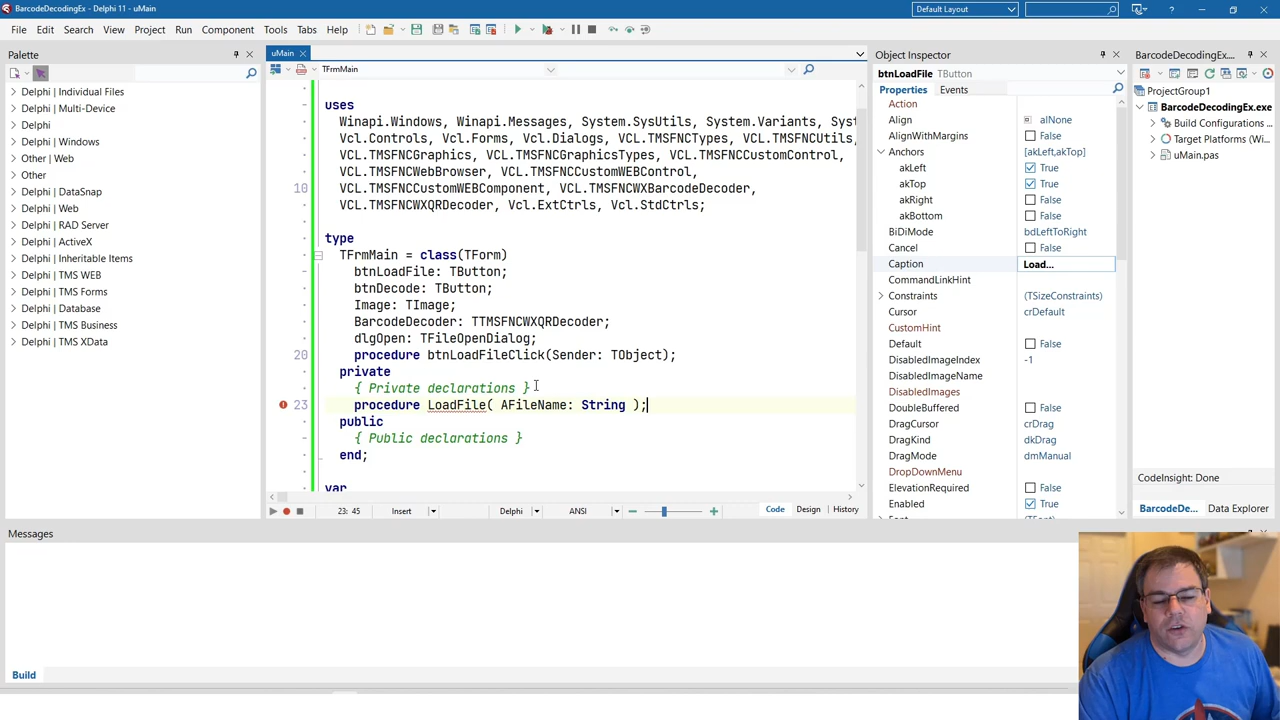 BarcodeDecodingEx - Delphi 11 - uMain
Default Layout
File Edit Search View Project Run Component Tools Tabs Help
Palette
Delphi | Individual Files
Delphi | Multi-Device
Delphi
Delphi | Windows
Other | Web
Other
Delphi | DataSnap
Delphi | Web
Delphi | RAD Server
Delphi | ActiveX
Delphi | Inheritable Items
Delphi | TMS WEB
Delphi | TMS Forms
Delphi | Database
Delphi | TMS Business
Delphi | TMS XData
uMain
TFrmMain
uses
Winapi.Windows, Winapi.Messages, System.SysUtils, System.Variants, Syst
Vcl.Controls, Vcl.Forms, Vcl.Dialogs, VCL.TMSFNCTypes, VCL.TMSFNCUtils,
VCL.TMSFNCGraphics, VCL.TMSFNCGraphicsTypes, VCL.TMSFNCCustomControl,
VCL.TMSFNCWebBrowser, VCL.TMSFNCCustomWEBControl,
10 VCL.TMSFNCCustomWEBComponent, VCL.TMSFNCWXBarcodeDecoder,
VCL.TMSFNCWXQRDecoder, Vcl.ExtCtrls, Vcl.StdCtrls;
type
TFrmMain = class(TForm)
btnLoadFile: TButton;
btnDecode: TButton;
Image: TImage;
BarcodeDecoder: TTMSFNCWXQRDecoder;
dlgOpen: TFileOpenDialog;
20 procedure btnLoadFileClick(Sender: TObject);
private
{ Private declarations }
23 procedure LoadFile( AFileName: String );
public
{ Public declarations }
end;
var
23: 45 Insert Delphi ANSI Code Design History
Object Inspector
btnLoadFile TButton
Properties Events
Action
Align alNone
AlignWithMargins False
Anchors [akLeft,akTop]
akLeft True
akTop True
akRight False
akBottom False
BiDiMode bdLeftToRight
Cancel False
Caption Load...
CommandLinkHint
Constraints (TSizeConstraints)
Cursor crDefault
CustomHint
Default False
DisabledImageIndex -1
DisabledImageName
DisabledImages
DoubleBuffered False
DragCursor crDrag
DragKind dkDrag
DragMode dmManual
DropDownMenu
ElevationRequired False
Enabled True
BarcodeDecodingEx....
ProjectGroup1
BarcodeDecodingEx.exe
Build Configurations ...
Target Platforms (Wi...
uMain.pas
CodeInsight: Done
BarcodeDe... Data Explorer
Messages
Build